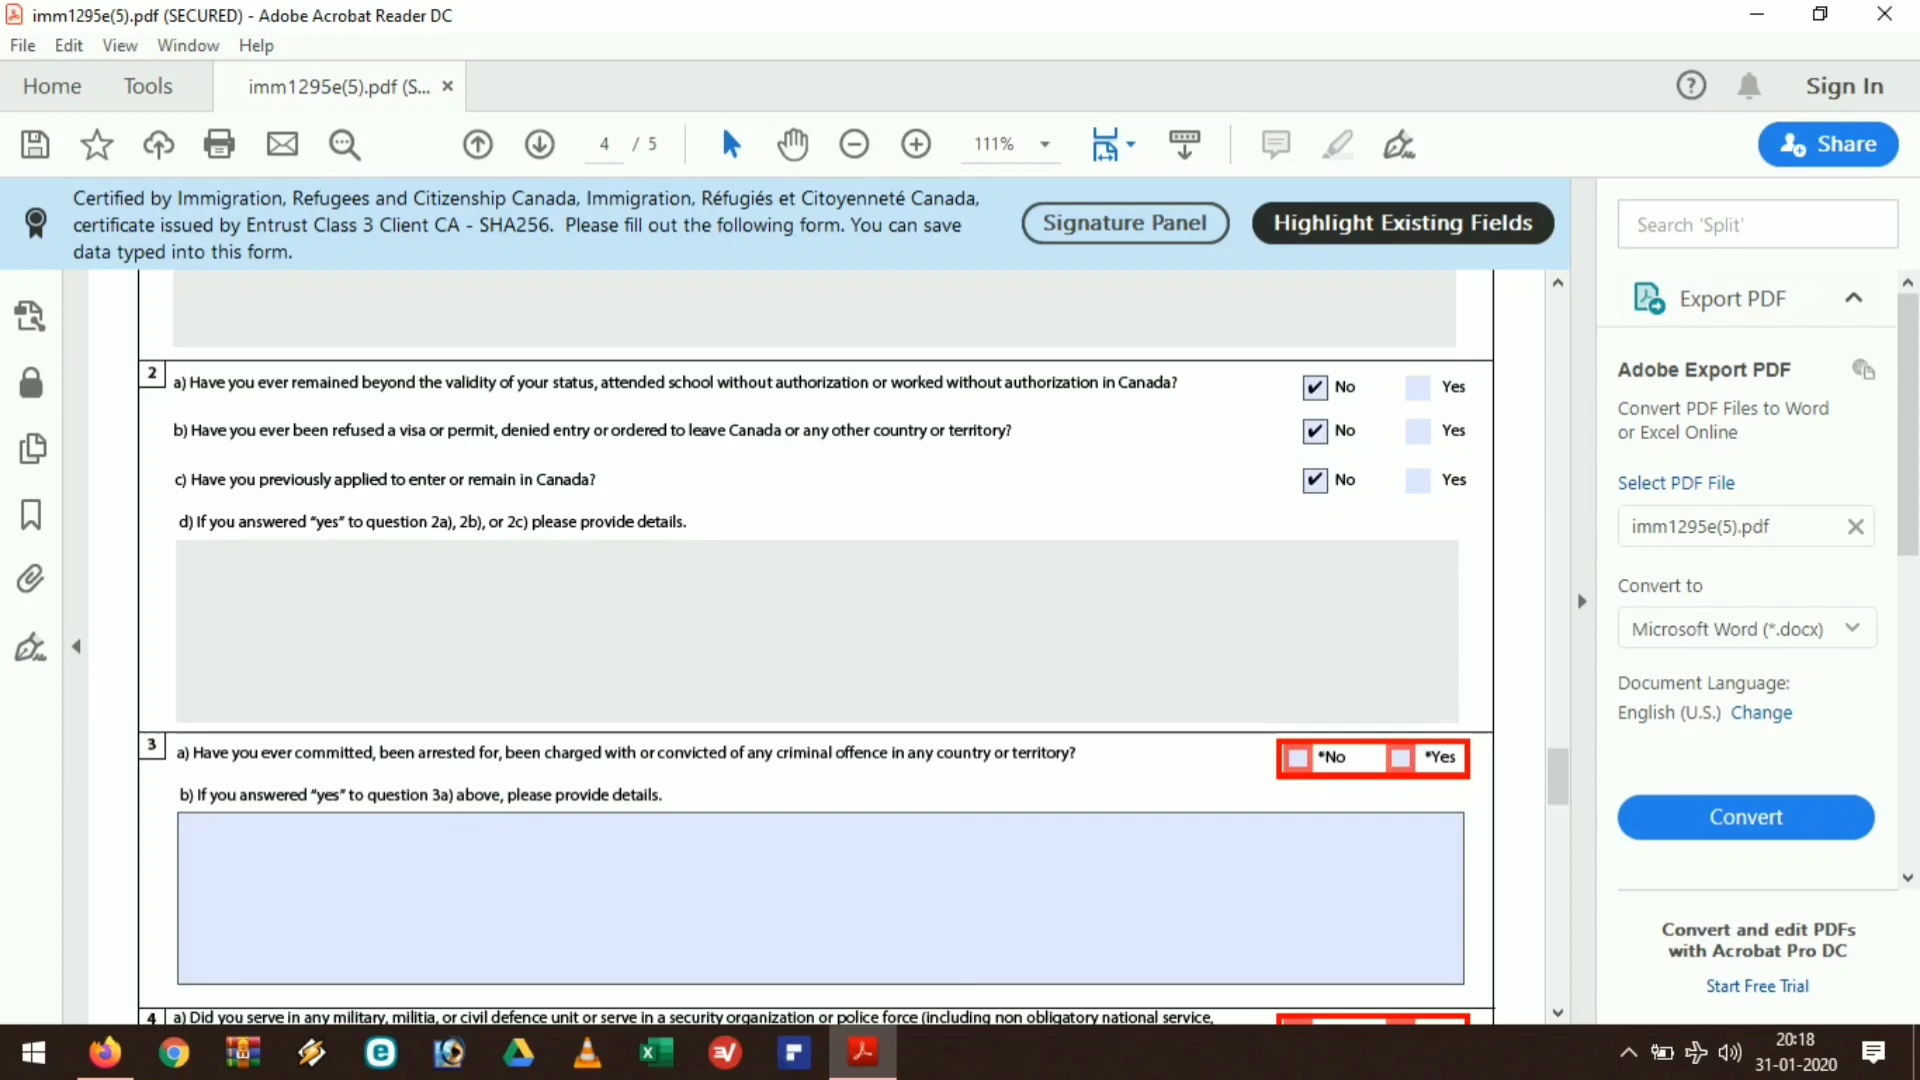 imm1295e(5).pdf (SECURED) - Adobe Acrobat Reader DC
File Edit View Window Help
Home Tools imm1295e(5).pdf (S... × Sign In
4 / 5 111% Share
Certified by Immigration, Refugees and Citizenship Canada, Immigration, Réfugiés et Citoyenneté Canada,
certificate issued by Entrust Class 3 Client CA - SHA256. Please fill out the following form. You can save
data typed into this form.
Signature Panel
Highlight Existing Fields
2 a) Have you ever remained beyond the validity of your status, attended school without authorization or worked without authorization in Canada? No Yes
b) Have you ever been refused a visa or permit, denied entry or ordered to leave Canada or any other country or territory? No Yes
c) Have you previously applied to enter or remain in Canada? No Yes
d) If you answered “yes” to question 2a), 2b), or 2c) please provide details.
3 a) Have you ever committed, been arrested for, been charged with or convicted of any criminal offence in any country or territory? *No *Yes
b) If you answered “yes” to question 3a) above, please provide details.
4 a) Did you serve in any military, militia, or civil defence unit or serve in a security organization or police force (including non obligatory national service,
Search 'Split'
Export PDF
Adobe Export PDF
Convert PDF Files to Word
or Excel Online
Select PDF File
imm1295e(5).pdf
Convert to
Microsoft Word (*.docx)
Document Language:
English (U.S.) Change
Convert
Convert and edit PDFs
with Acrobat Pro DC
Start Free Trial
20:18
31-01-2020